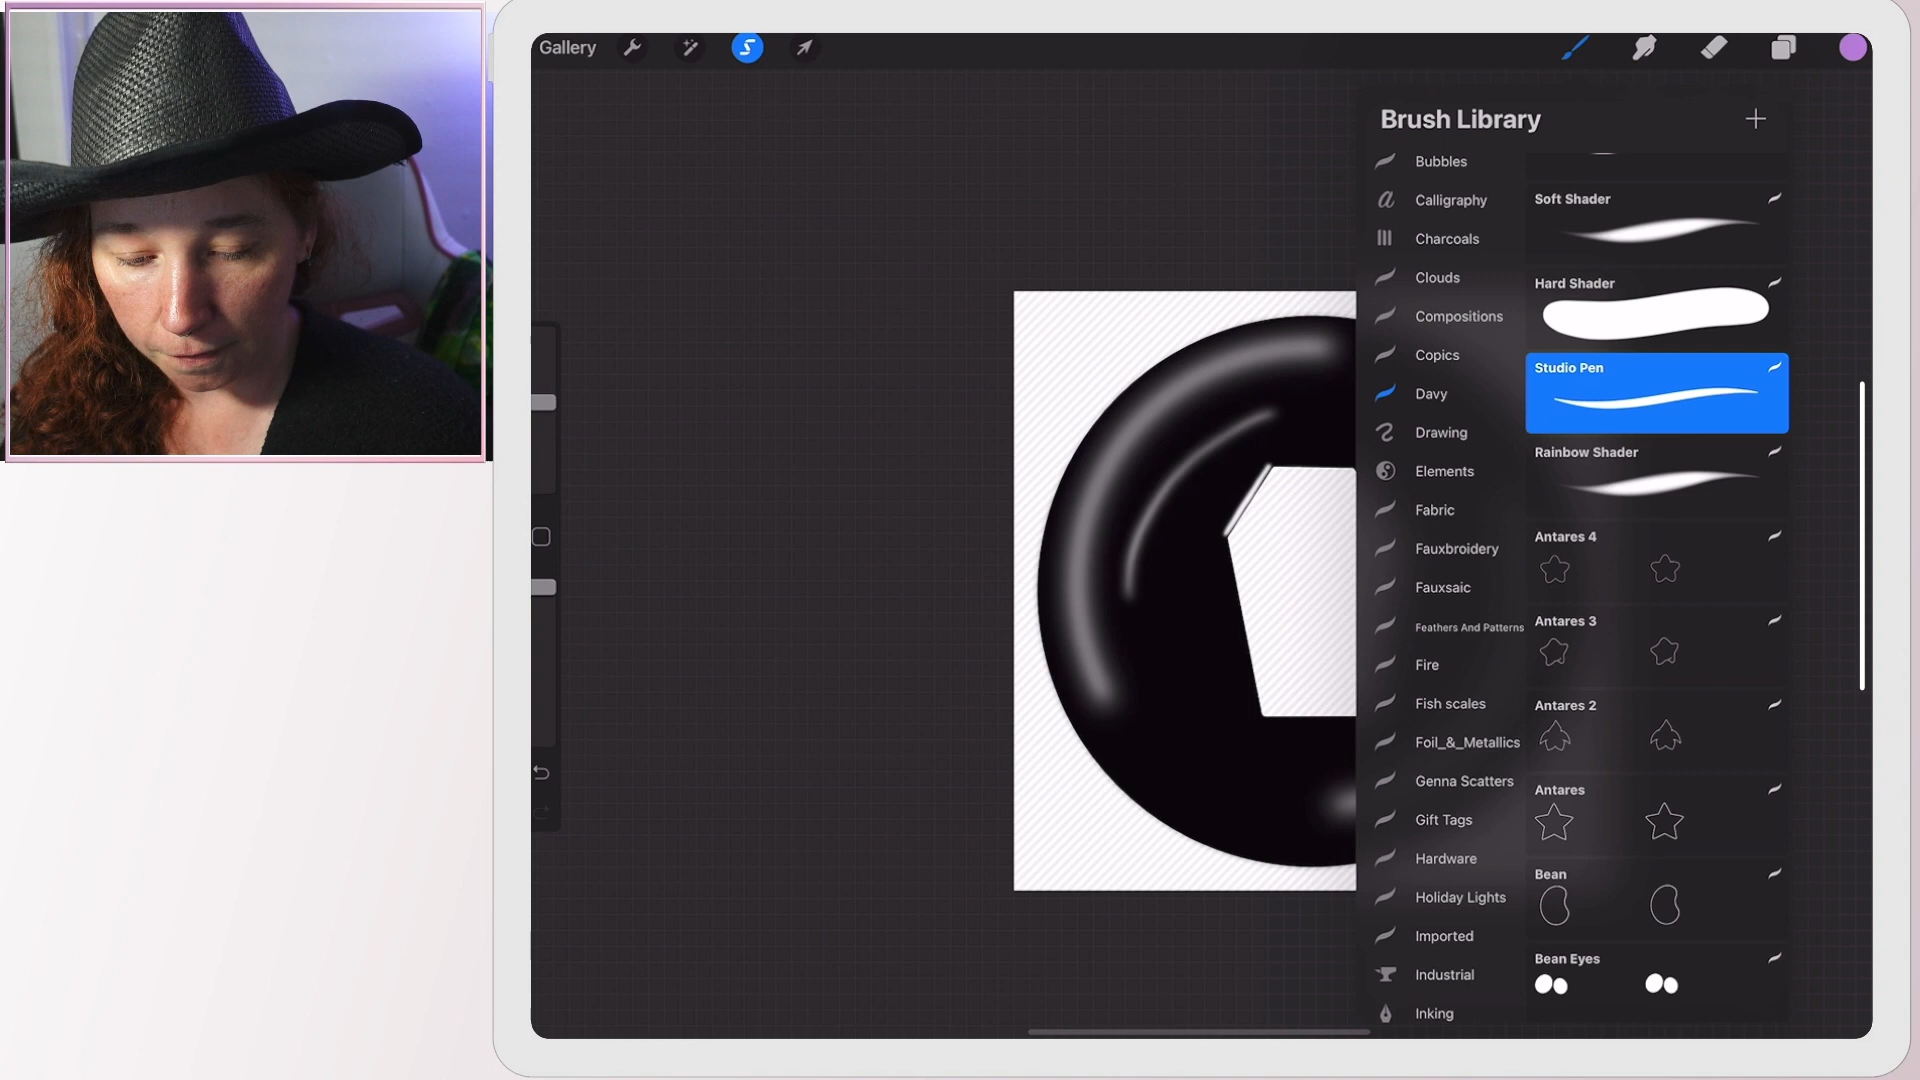 Gallery
Brush Library
Bubbles
Calligraphy
Charcoals
Clouds
Compositions
Copics
Davy
Drawing
Elements
Fabric
Fauxbroidery
Fauxsaic
Feathers And Patterns
Fire
Fish scales
Foil_&_Metallics
Genna Scatters
Gift Tags
Hardware
Holiday Lights
Imported
Industrial
Inking
Soft Shader
Hard Shader
Studio Pen
Rainbow Shader
Antares 4
Antares 3
Antares 2
Antares
Bean
Bean Eyes